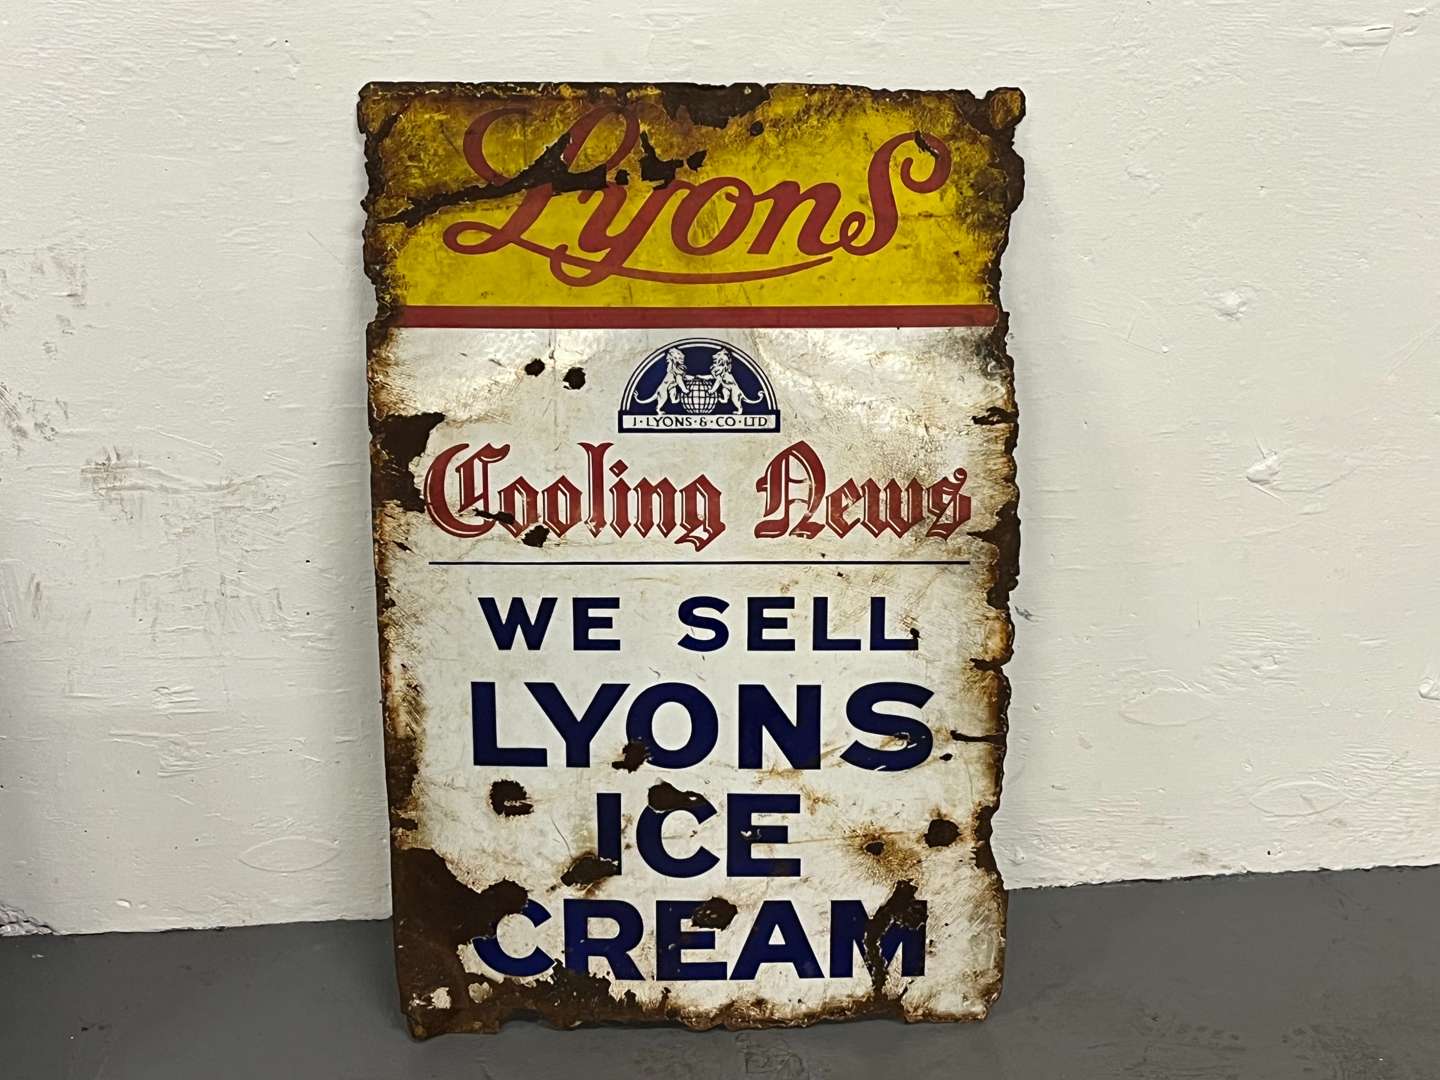 Lyons
J·LYONS·&·CO·LTD
Cooling News
WE SELL
LYONS
ICE
CREAM